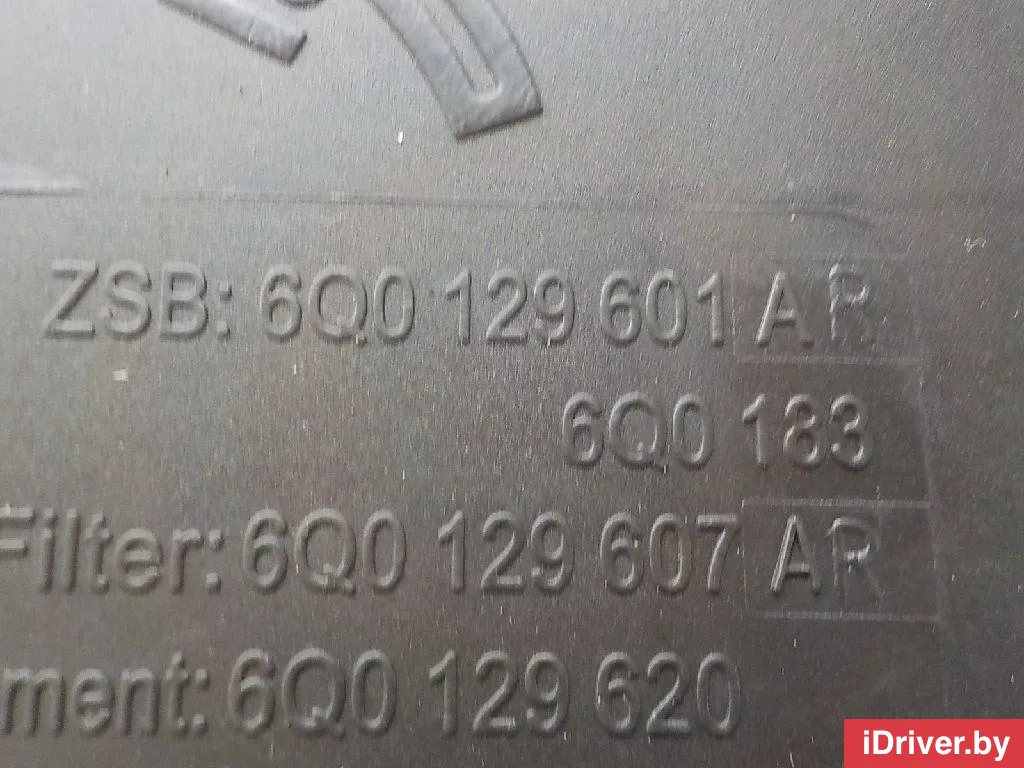 ZSB: 6Q0 129 601 AR
6Q0 183
Filter: 6Q0 129 607 AR
ment: 6Q0 129 620
iDriver.by